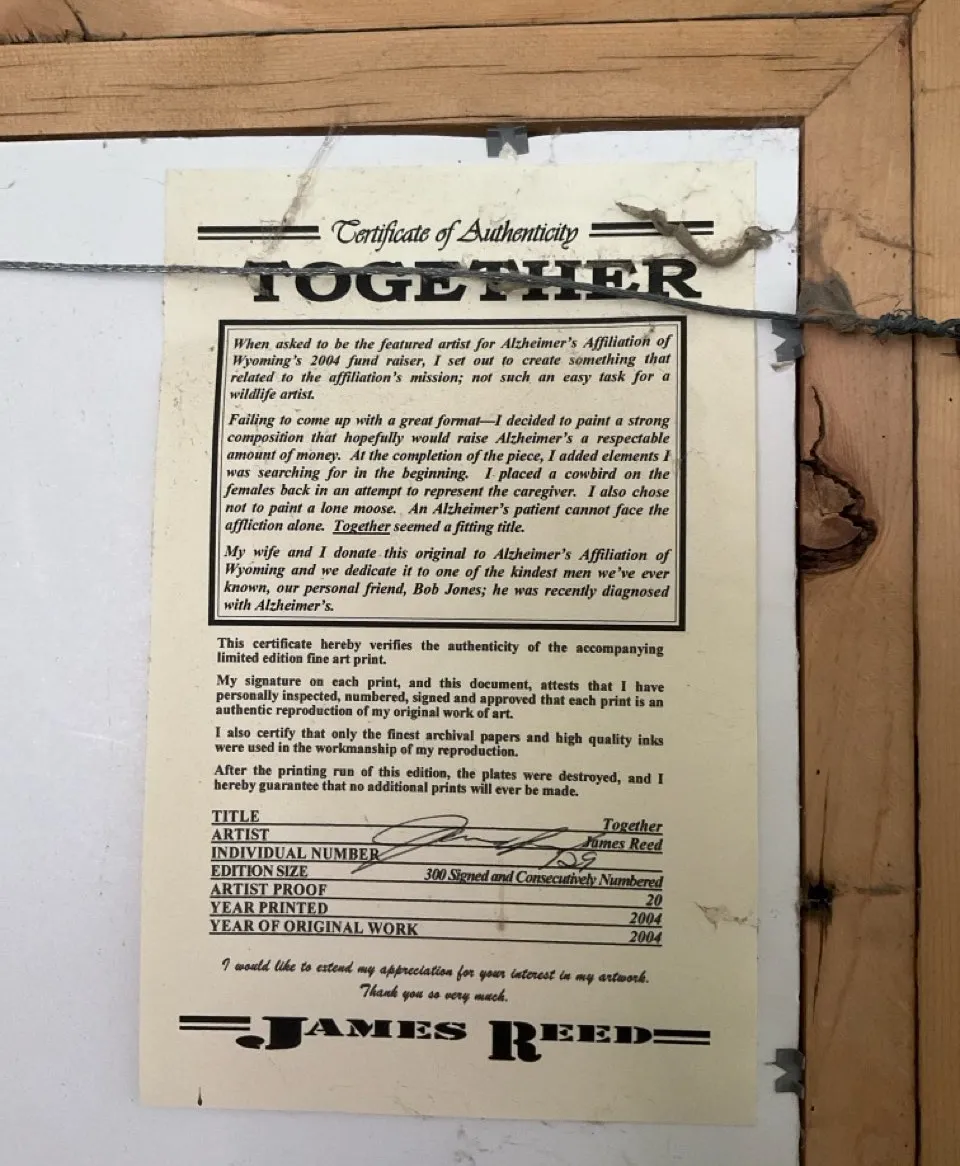 Certificate of Authenticity
TOGETHER
When asked to be the featured artist for Alzheimer's Affiliation of
Wyoming's 2004 fund raiser, I set out to create something that
related to the affiliation's mission; not such an easy task for a
wildlife artist.
Failing to come up with a great format—I decided to paint a strong
composition that hopefully would raise Alzheimer's a respectable
amount of money. At the completion of the piece, I added elements I
was searching for in the beginning. I placed a cowbird on the
females back in an attempt to represent the caregiver. I also chose
not to paint a lone moose. An Alzheimer's patient cannot face the
affliction alone. Together seemed a fitting title.
My wife and I donate this original to Alzheimer's Affiliation of
Wyoming and we dedicate it to one of the kindest men we've ever
known, our personal friend, Bob Jones; he was recently diagnosed
with Alzheimer's.
This certificate hereby verifies the authenticity of the accompanying
limited edition fine art print.
My signature on each print, and this document, attests that I have
personally inspected, numbered, signed and approved that each print is an
authentic reproduction of my original work of art.
I also certify that only the finest archival papers and high quality inks
were used in the workmanship of my reproduction.
After the printing run of this edition, the plates were destroyed, and I
hereby guarantee that no additional prints will ever be made.
TITLE Together
ARTIST James Reed
INDIVIDUAL NUMBER 129
EDITION SIZE 300 Signed and Consecutively Numbered
ARTIST PROOF 20
YEAR PRINTED 2004
YEAR OF ORIGINAL WORK 2004
I would like to extend my appreciation for your interest in my artwork.
Thank you so very much.
JAMES REED